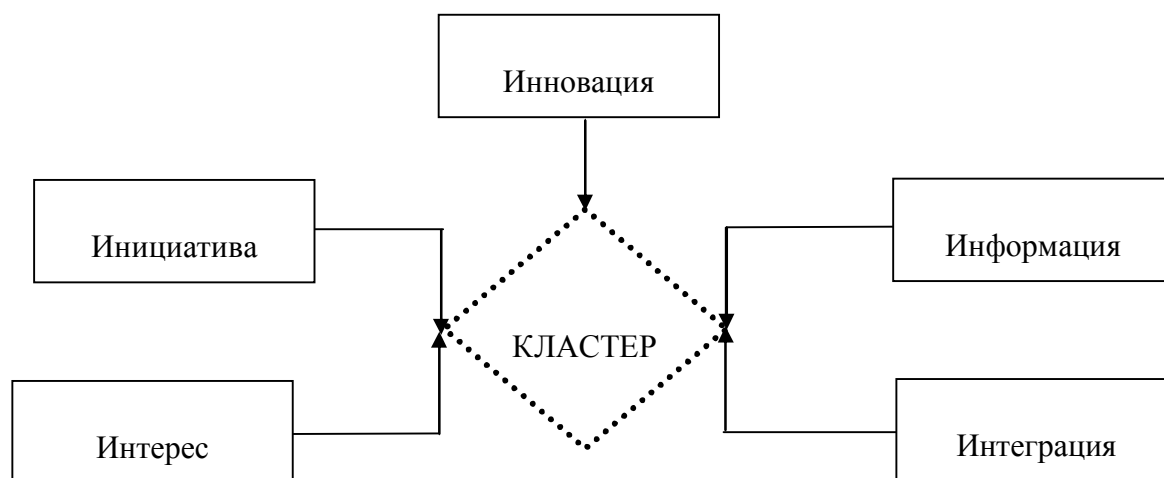 Инновация
Инициатива
Информация
КЛАСТЕР
Интерес
Интеграция